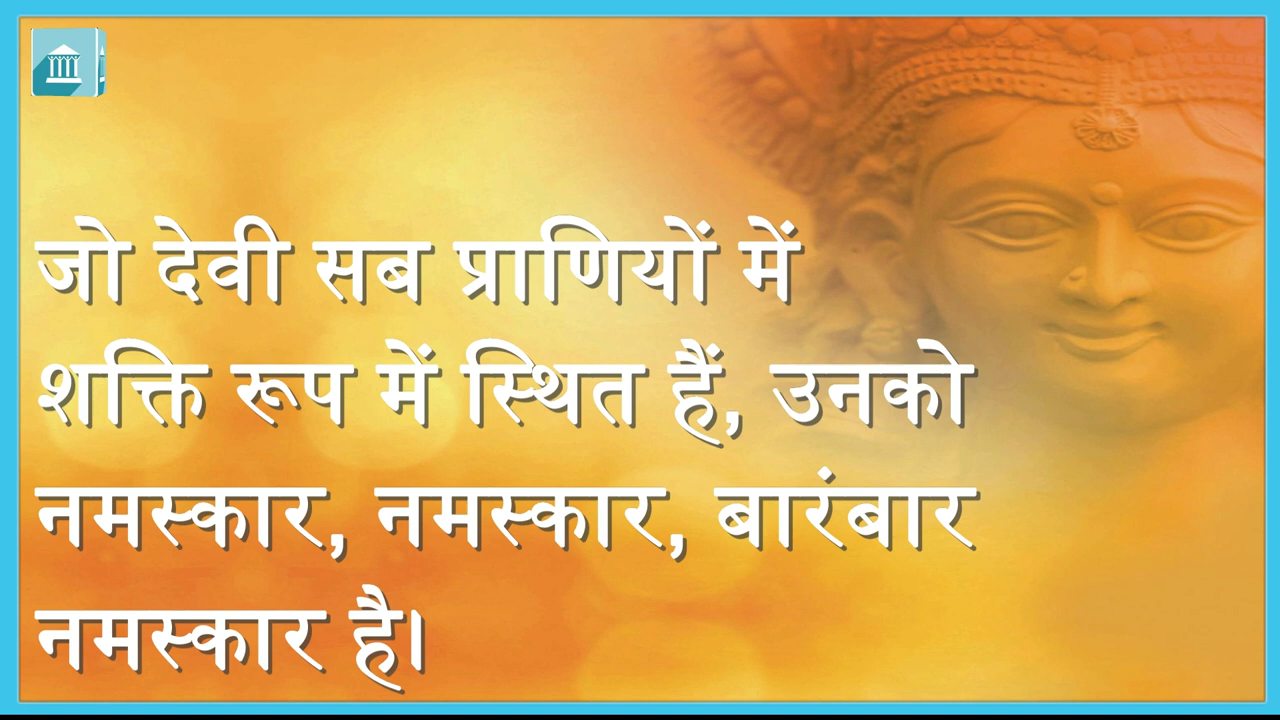 जो देवी सब प्राणियों में
शक्ति रूप में स्थित हैं, उनको
नमस्कार, नमस्कार, बारंबार
नमस्कार है।